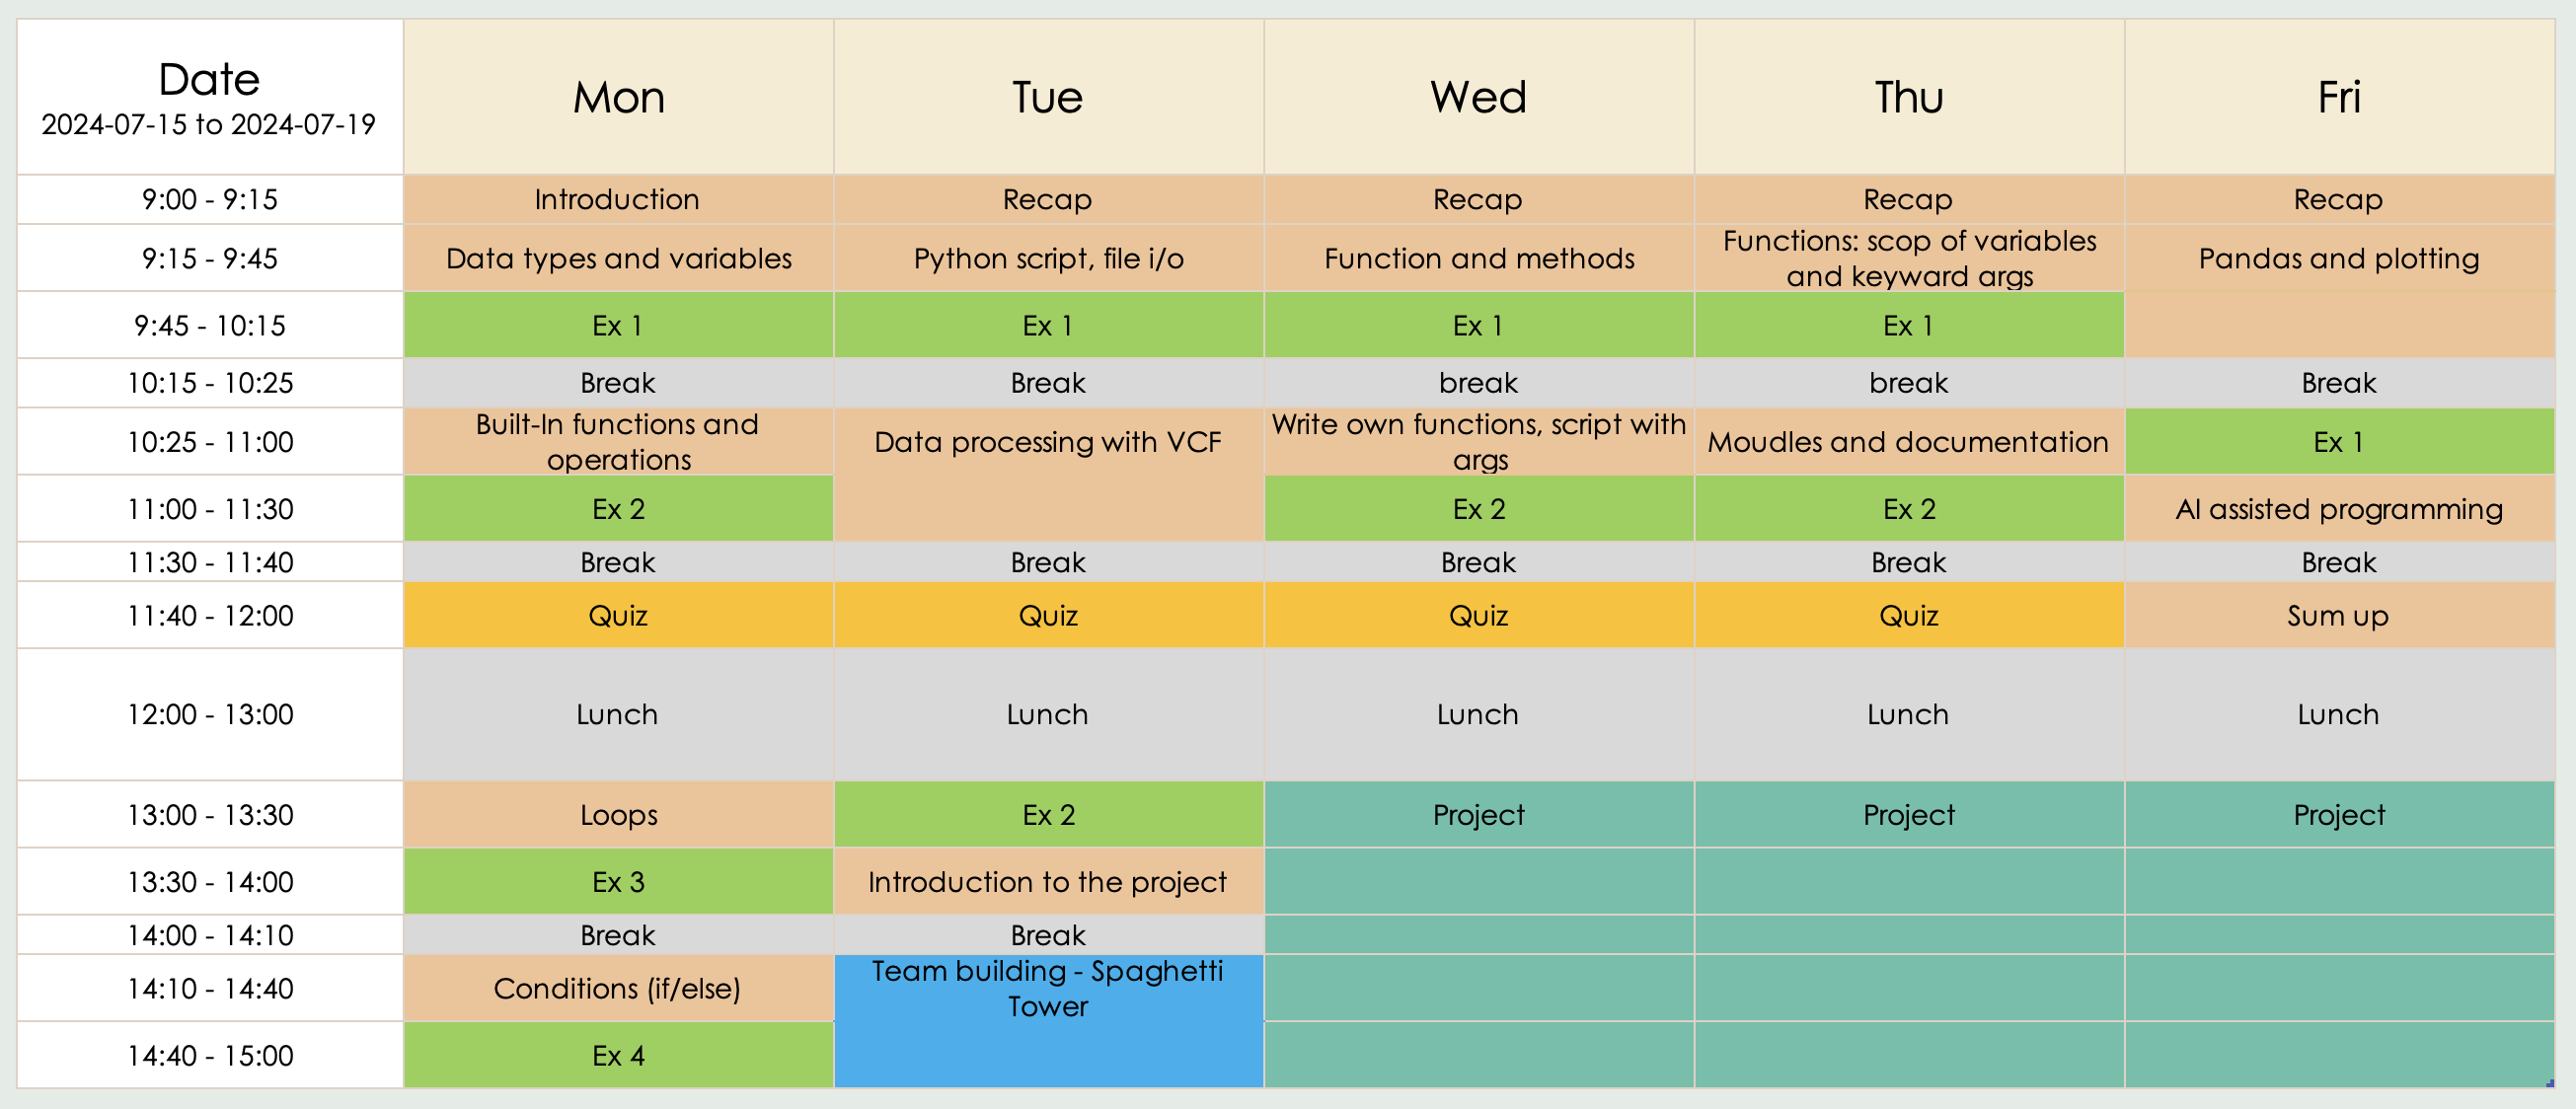 Date
2024-07-15 to 2024-07-19
Mon
Tue
Wed
Thu
Fri
9:00 - 9:15
Introduction
Recap
Recap
Recap
Recap
9:15 - 9:45
Data types and variables
Python script, file i/o
Function and methods
Functions: scop of variables
and keyward args
Pandas and plotting
9:45 - 10:15
Ex 1
Ex 1
Ex 1
Ex 1
10:15 - 10:25
Break
Break
break
break
Break
10:25 - 11:00
Built-In functions and
operations
Data processing with VCF
Write own functions, script with
args
Moudles and documentation
Ex 1
11:00 - 11:30
Ex 2
Ex 2
Ex 2
AI assisted programming
11:30 - 11:40
Break
Break
Break
Break
Break
11:40 - 12:00
Quiz
Quiz
Quiz
Quiz
Sum up
12:00 - 13:00
Lunch
Lunch
Lunch
Lunch
Lunch
13:00 - 13:30
Loops
Ex 2
Project
Project
Project
13:30 - 14:00
Ex 3
Introduction to the project
14:00 - 14:10
Break
Break
14:10 - 14:40
Conditions (if/else)
Team building - Spaghetti
Tower
14:40 - 15:00
Ex 4